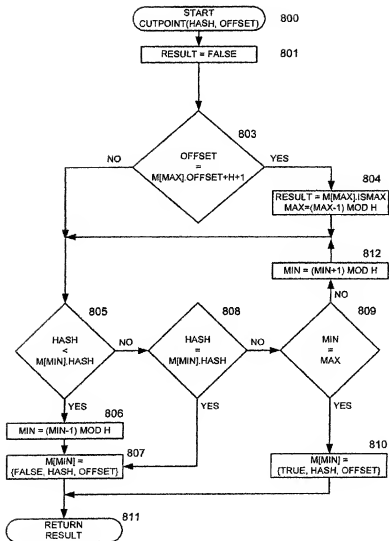 START
CUTPOINT(HASH, OFFSET)
800
RESULT = FALSE
801
803
OFFSET
=
M[MAX].OFFSET+H+1
NO
YES
804
RESULT = M[MAX].ISMAX
MAX=(MAX-1) MOD H
812
MIN = (MIN+1) MOD H
NO
805
HASH
<
M[MIN].HASH
NO
808
HASH
=
M[MIN].HASH
NO
809
MIN
=
MAX
YES
806
MIN = (MIN-1) MOD H
YES
YES
807
M[MIN] =
{FALSE, HASH, OFFSET}
810
M[MIN] =
{TRUE, HASH, OFFSET}
811
RETURN
RESULT